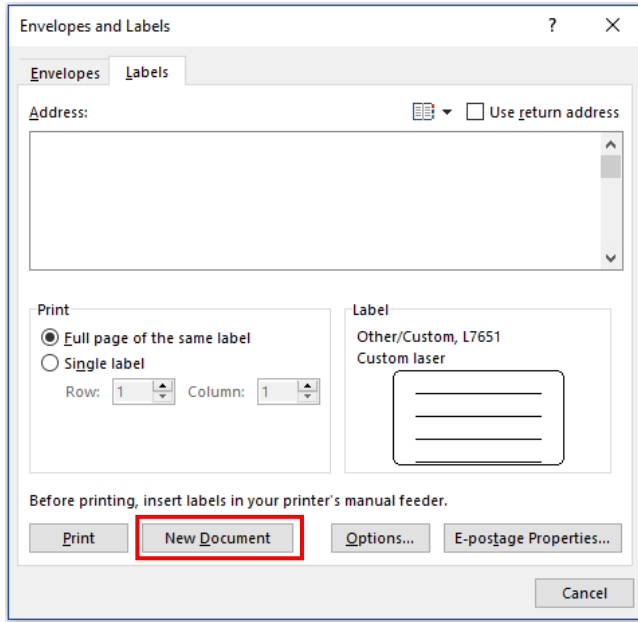 Envelopes and Labels ? ×
Envelopes Labels
Address: Use return address
Print
Full page of the same label
Single label
Row: 1 Column: 1
Label
Other/Custom, L7651
Custom laser
Before printing, insert labels in your printer's manual feeder.
Print New Document Options... E-postage Properties...
Cancel